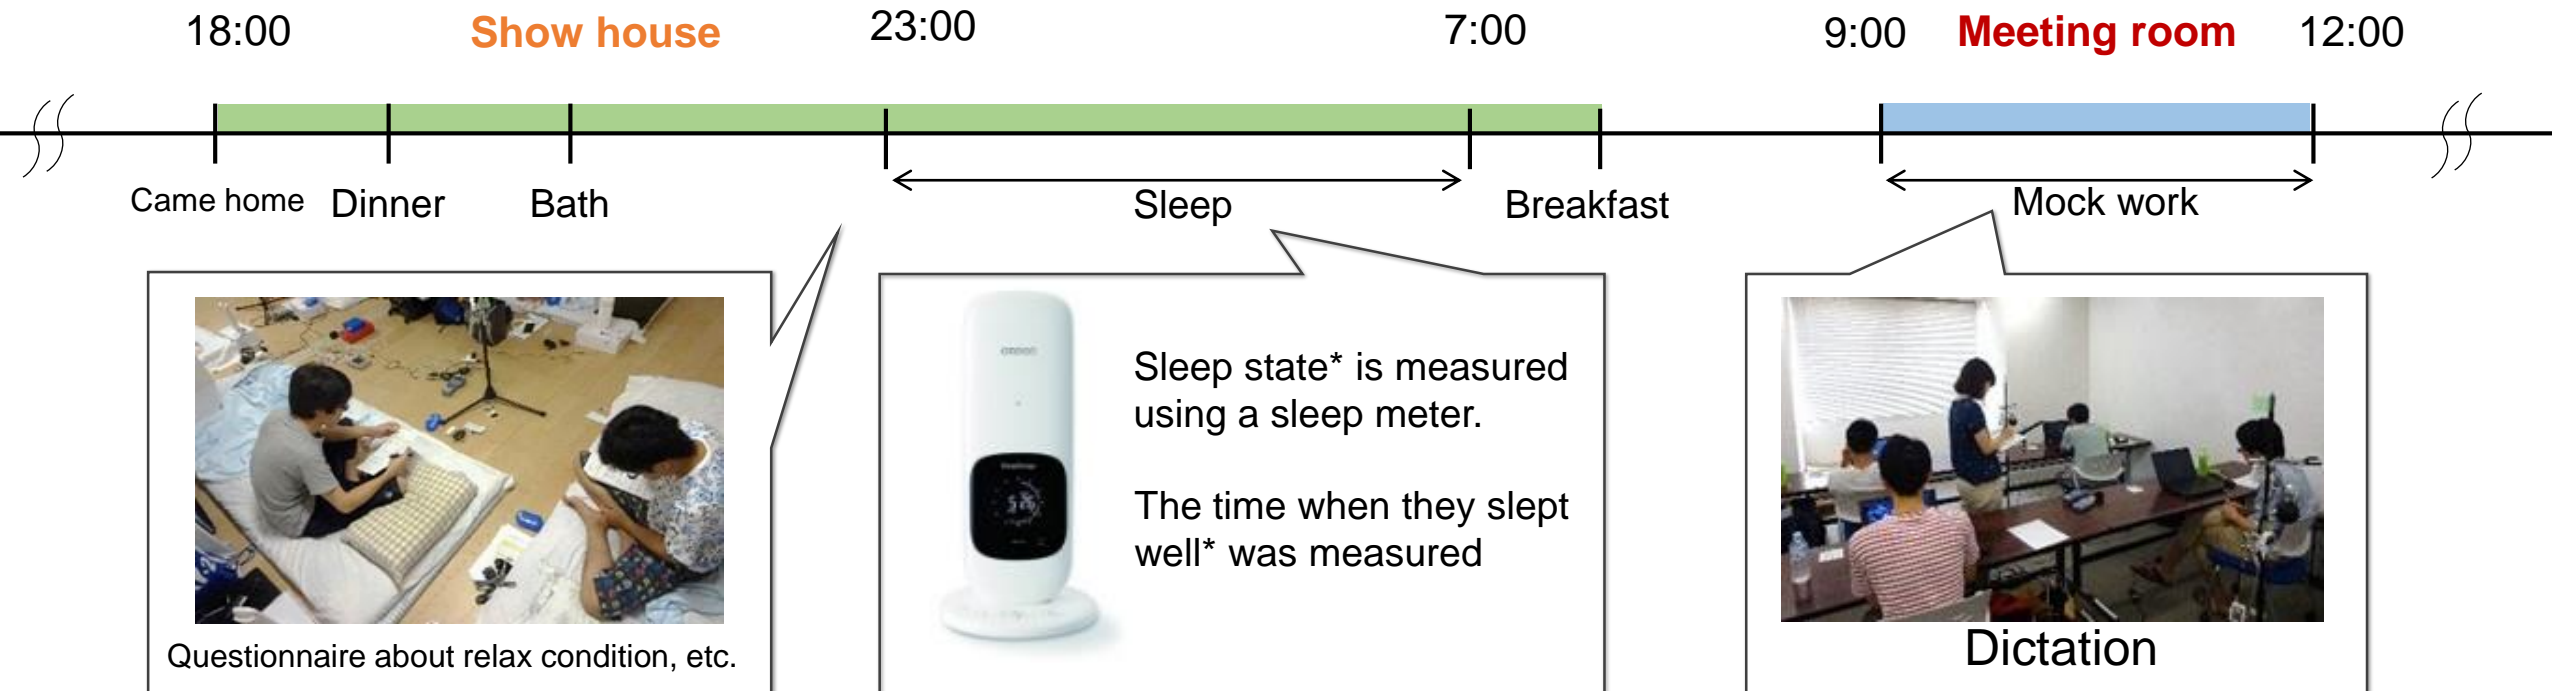 18:00
Show house
23:00
7:00
9:00
Meeting room
12:00
Came home
Dinner
Bath
Sleep
Breakfast
Mock work
Questionnaire about relax condition, etc.
Sleep state* is measured
using a sleep meter.
The time when they slept
well* was measured
Dictation